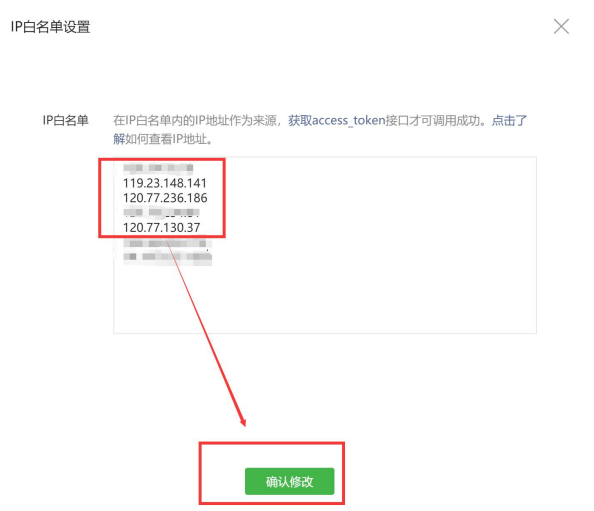 IP白名单设置
IP白名单
在IP白名单内的IP地址作为来源，获取access_token接口才可调用成功。点击了
解如何查看IP地址。
119.23.148.141
120.77.236.186
120.77.130.37
确认修改